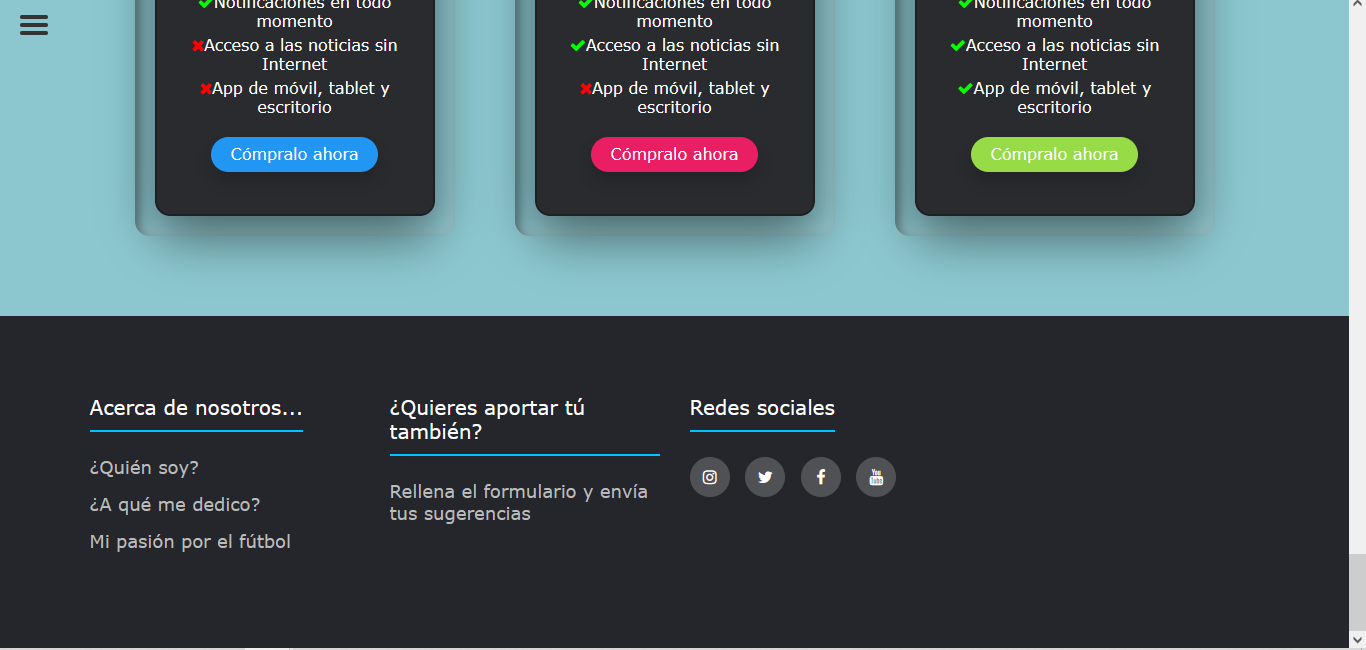 Notificaciones en todo
momento
Acceso a las noticias sin
Internet
App de móvil, tablet y
escritorio
Cómpralo ahora
Notificaciones en todo
momento
Acceso a las noticias sin
Internet
App de móvil, tablet y
escritorio
Cómpralo ahora
Notificaciones en todo
momento
Acceso a las noticias sin
Internet
App de móvil, tablet y
escritorio
Cómpralo ahora
Acerca de nosotros...
¿Quién soy?
¿A qué me dedico?
Mi pasión por el fútbol
¿Quieres aportar tú
también?
Rellena el formulario y envía
tus sugerencias
Redes sociales
You
Tube